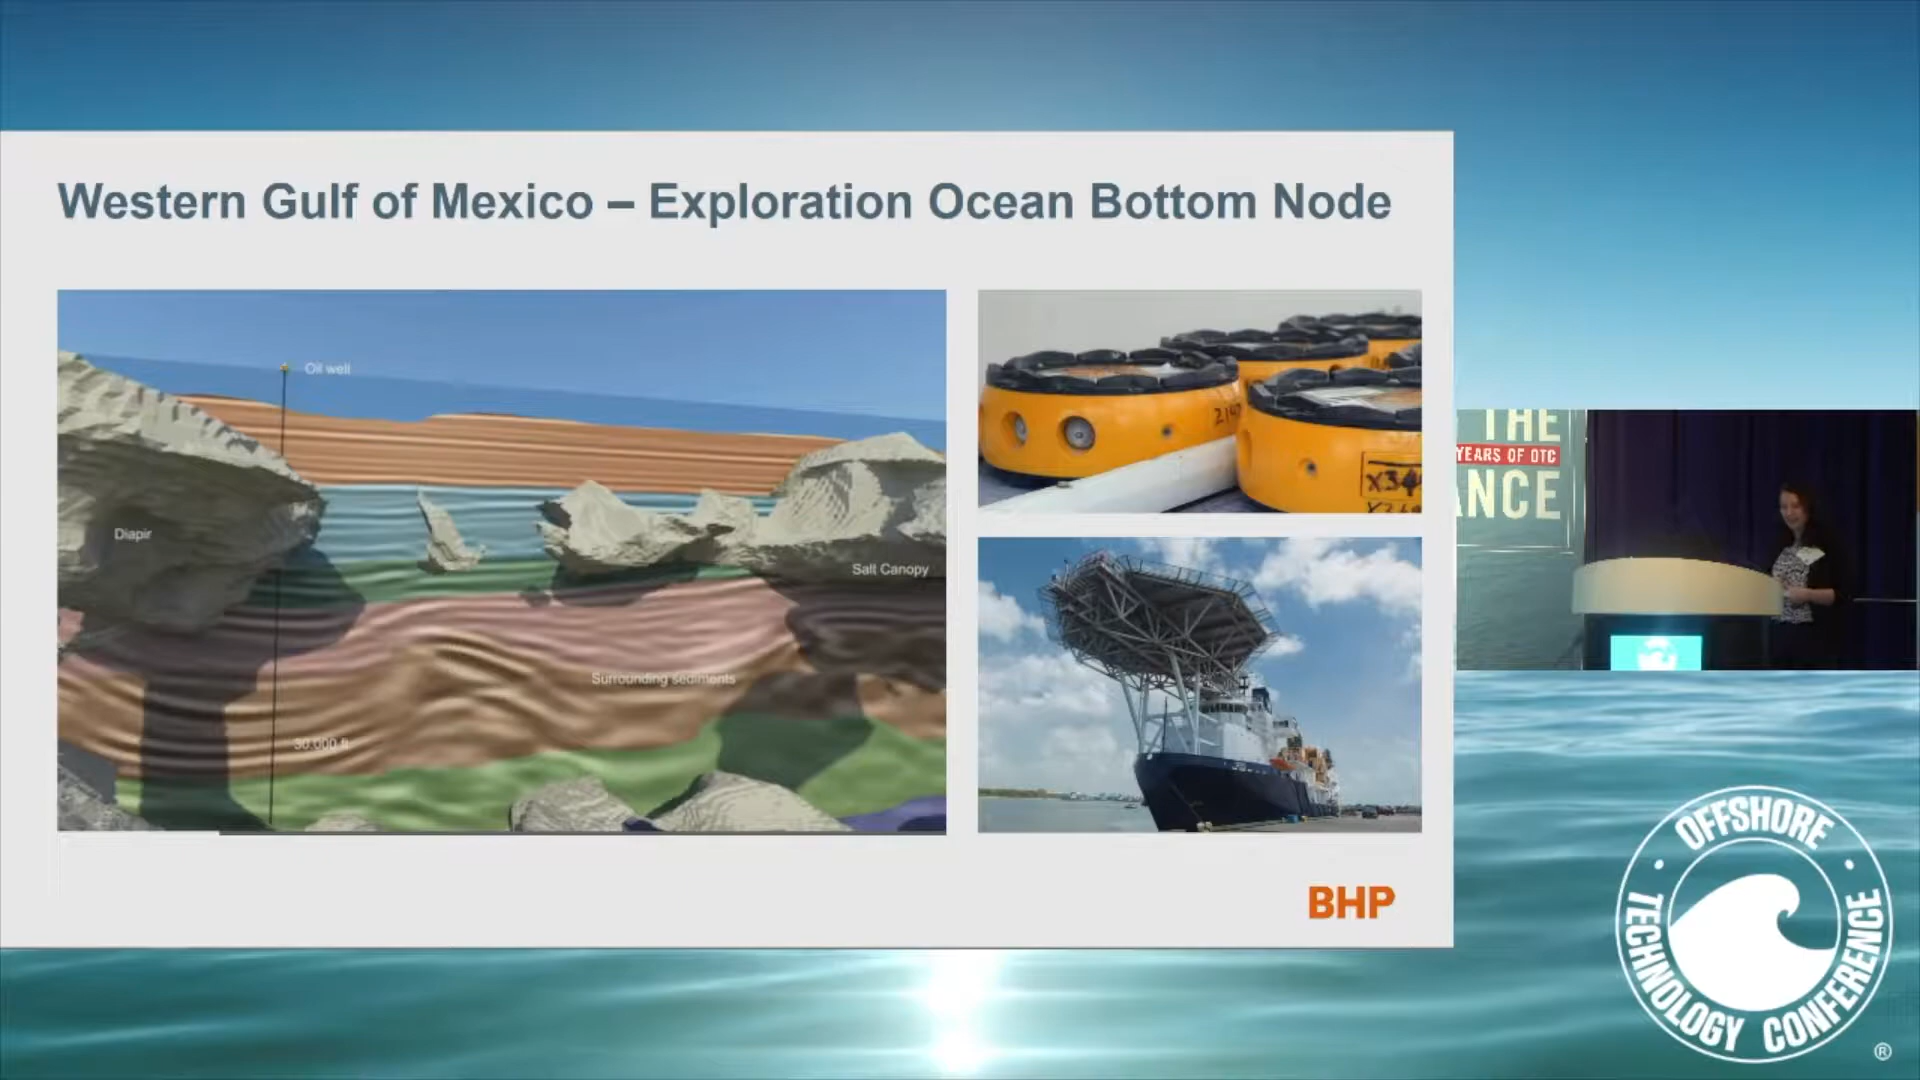 Western Gulf of Mexico – Exploration Ocean Bottom Node
Oil well
Diapir
Salt Canopy
Surrounding sediments
30,000 ft
BHP
THE
YEARS OF OTC
ANCE
OFFSHORE
TECHNOLOGY CONFERENCE
®